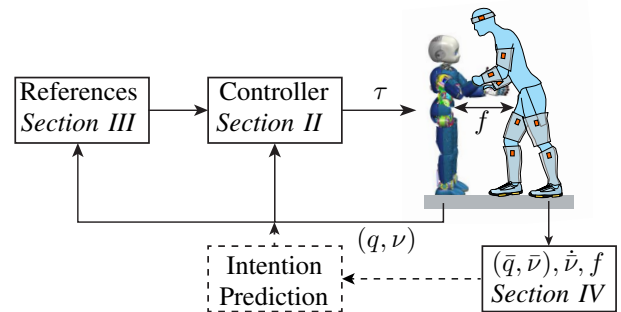 References
Section III
Controller
Section II
τ
f
(q, ν)
Intention
Prediction
(q̄, ν̄), ν̄̇, f
Section IV